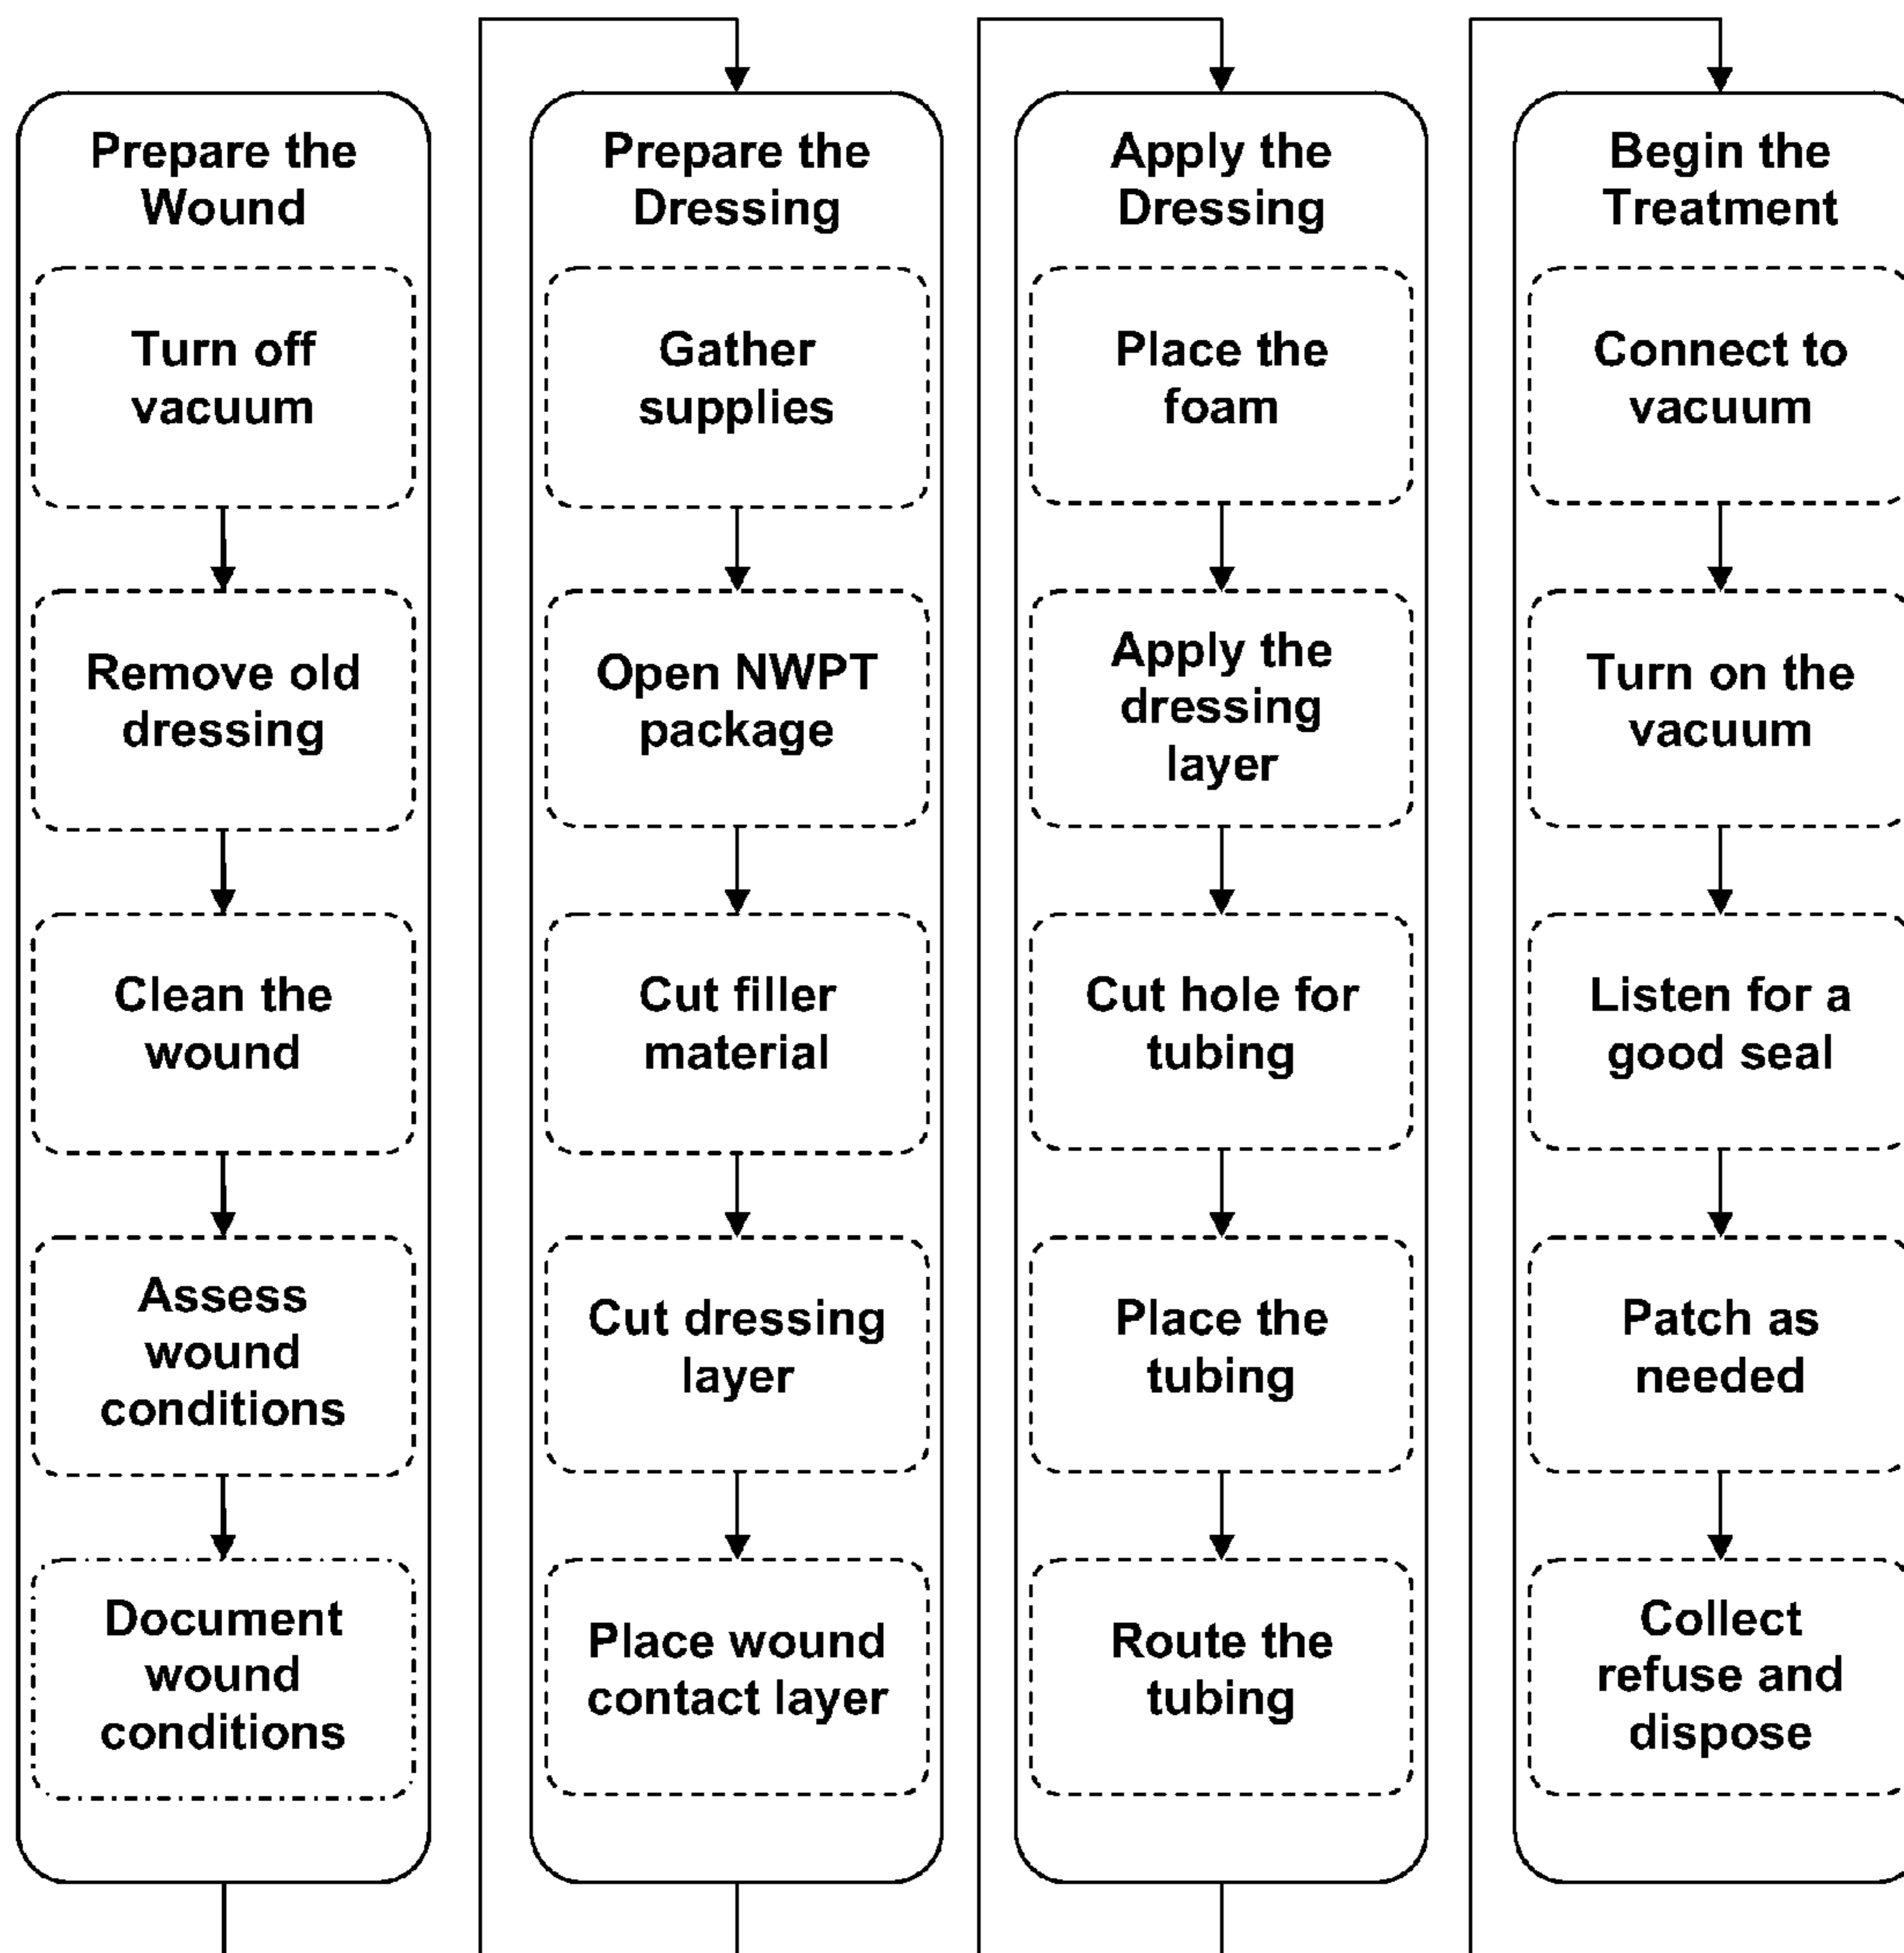 Prepare the
Wound
Turn off
vacuum
Remove old
dressing
Clean the
wound
Assess
wound
conditions
Document
wound
conditions
Prepare the
Dressing
Gather
supplies
Open NWPT
package
Cut filler
material
Cut dressing
layer
Place wound
contact layer
Apply the
Dressing
Place the
foam
Apply the
dressing
layer
Cut hole for
tubing
Place the
tubing
Route the
tubing
Begin the
Treatment
Connect to
vacuum
Turn on the
vacuum
Listen for a
good seal
Patch as
needed
Collect
refuse and
dispose